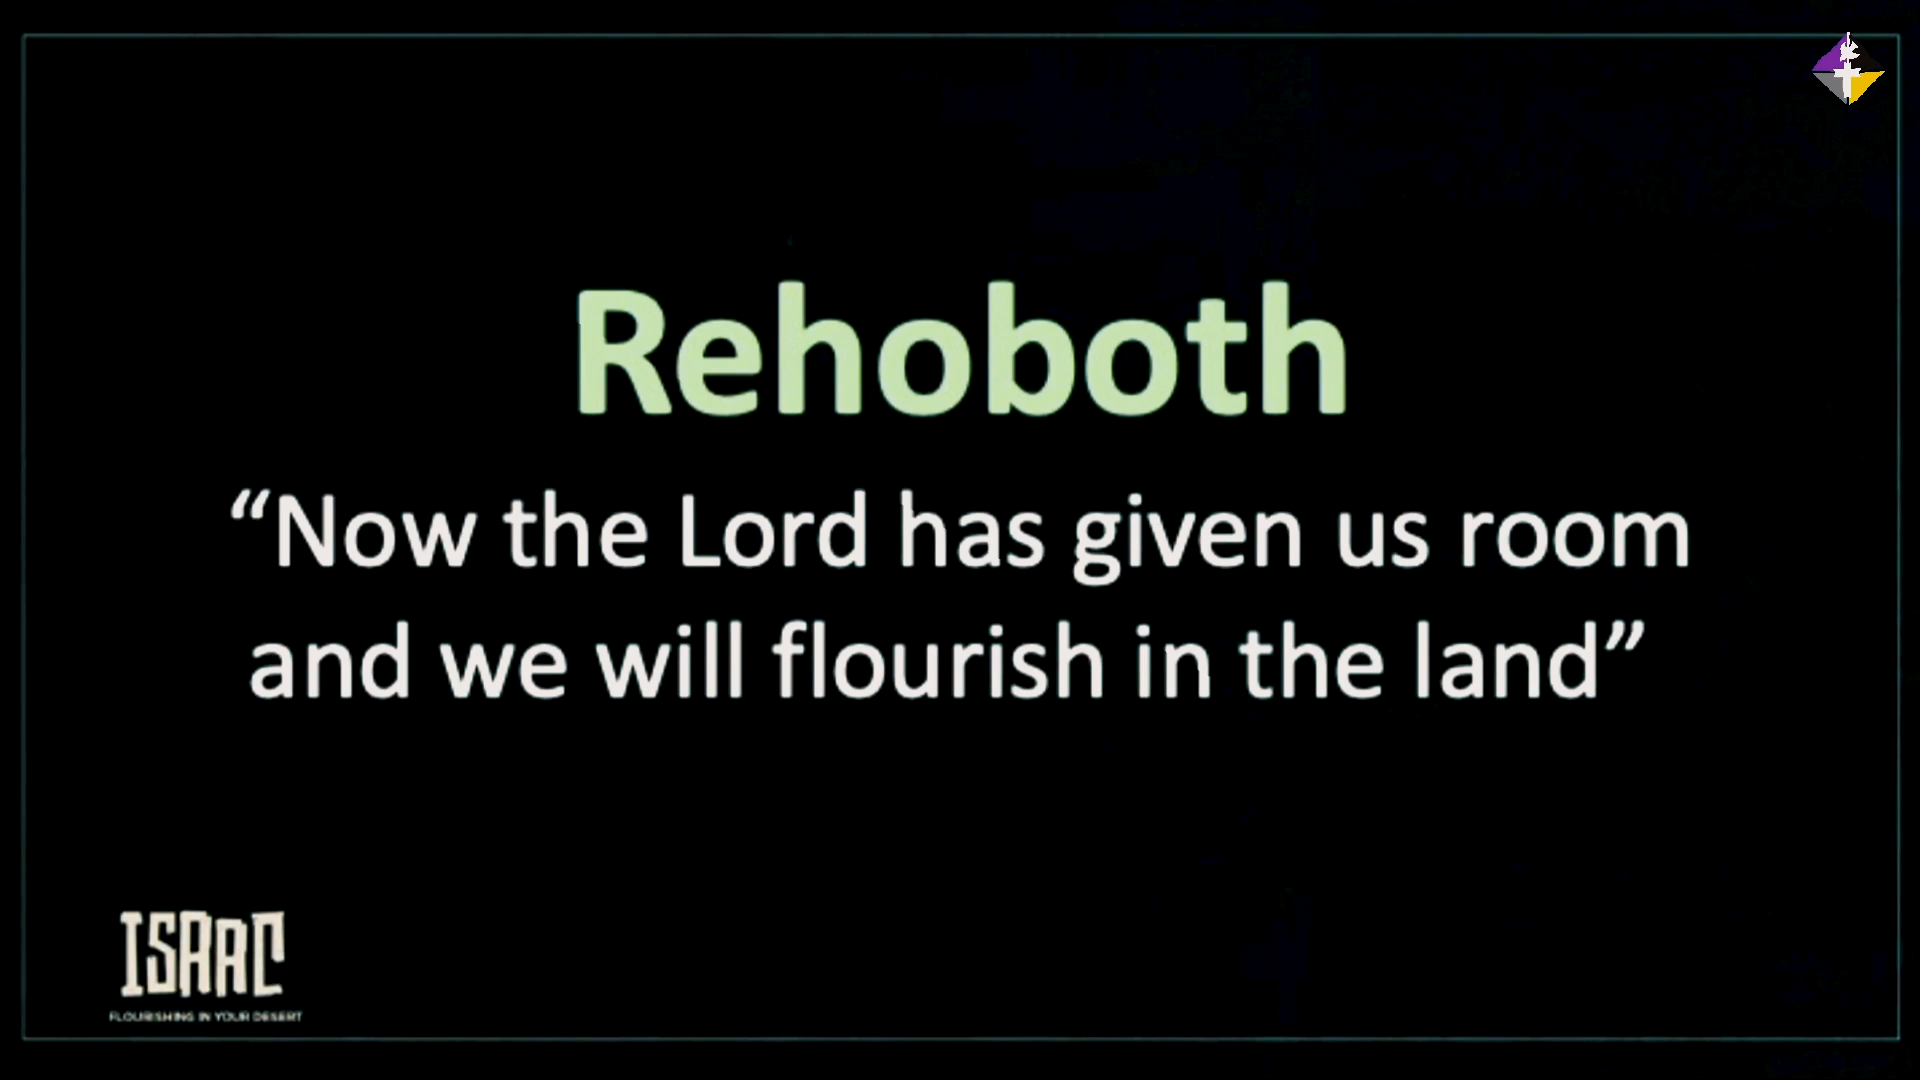 Rehoboth
“Now the Lord has given us room
and we will flourish in the land”
ISAAC
FLOURISHING IN YOUR DESERT